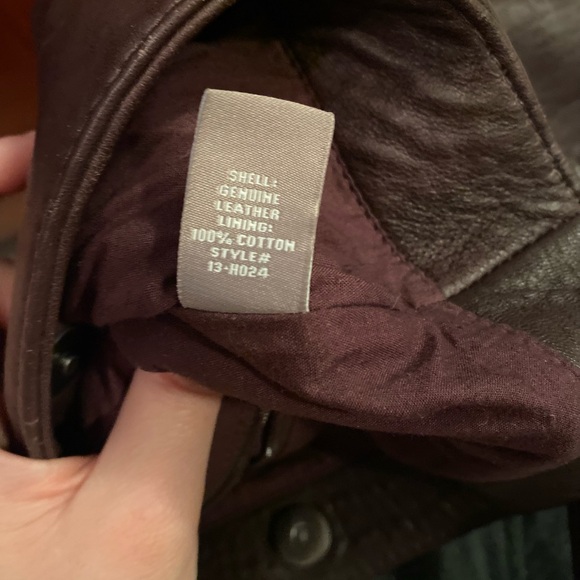 SHELL:
GENUINE
LEATHER
LINING:
100% COTTON
STYLE#
13-H024